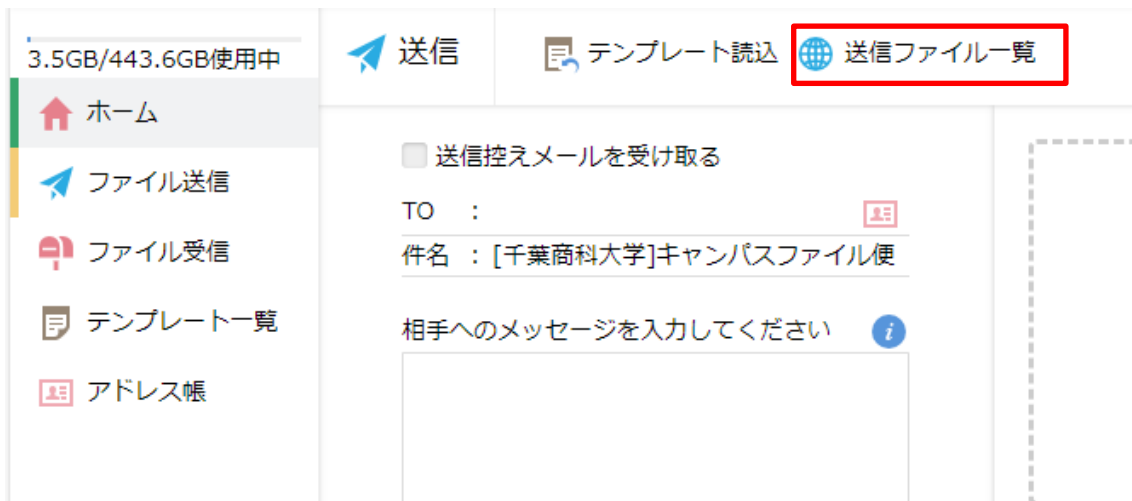 3.5GB/443.6GB使用中
ホーム
ファイル送信
ファイル受信
テンプレート一覧
アドレス帳
送信
テンプレート読込
送信ファイル一覧
送信控えメールを受け取る
TO :
件名 : [千葉商科大学]キャンパスファイル便
相手へのメッセージを入力してください
i